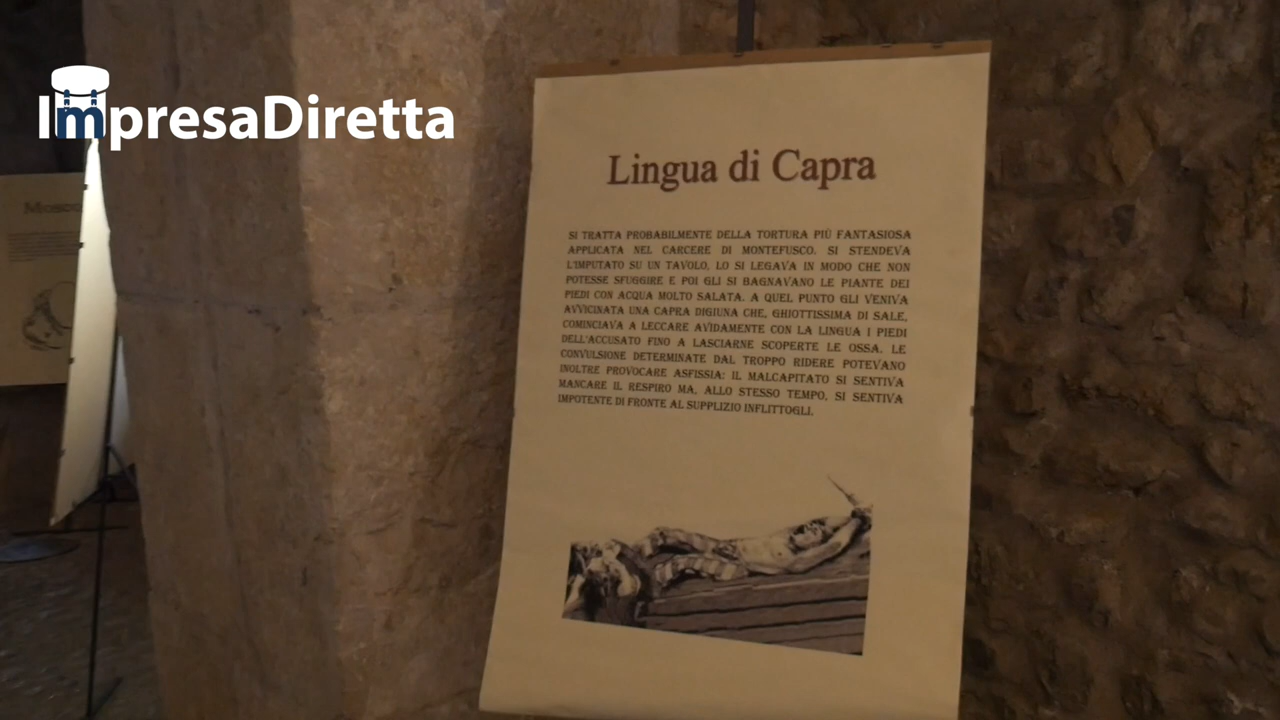 ImpresaDiretta
Lingua di Capra
SI TRATTA PROBABILMENTE DELLA TORTURA PIÙ FANTASIOSA
APPLICATA NEL CARCERE DI MONTEFUSCO. SI STENDEVA
L'IMPUTATO SU UN TAVOLO, LO SI LEGAVA IN MODO CHE NON
POTESSE SFUGGIRE E POI GLI SI BAGNAVANO LE PIANTE DEI
PIEDI CON ACQUA MOLTO SALATA. A QUEL PUNTO GLI VENIVA
AVVICINATA UNA CAPRA DIGIUNA CHE, GHIOTTISSIMA DI SALE,
COMINCIAVA A LECCARE AVIDAMENTE CON LA LINGUA I PIEDI
DELL'ACCUSATO FINO A LASCIARNE SCOPERTE LE OSSA. LE
CONVULSIONE DETERMINATE DAL TROPPO RIDERE POTEVANO
INOLTRE PROVOCARE ASFISSIA: IL MALCAPITATO SI SENTIVA
MANCARE IL RESPIRO MA, ALLO STESSO TEMPO, SI SENTIVA
IMPOTENTE DI FRONTE AL SUPPLIZIO INFLITTOGLI.